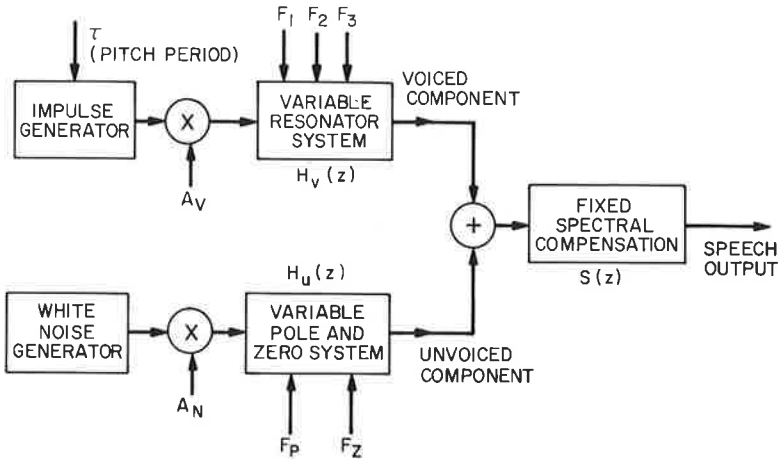 τ
(PITCH PERIOD)
F1 F2 F3
IMPULSE
GENERATOR
X
AV
VARIABLE
RESONATOR
SYSTEM
Hv(z)
VOICED
COMPONENT
+
FIXED
SPECTRAL
COMPENSATION
S(z)
SPEECH
OUTPUT
WHITE
NOISE
GENERATOR
X
AN
Hu(z)
VARIABLE
POLE AND
ZERO SYSTEM
FP FZ
UNVOICED
COMPONENT